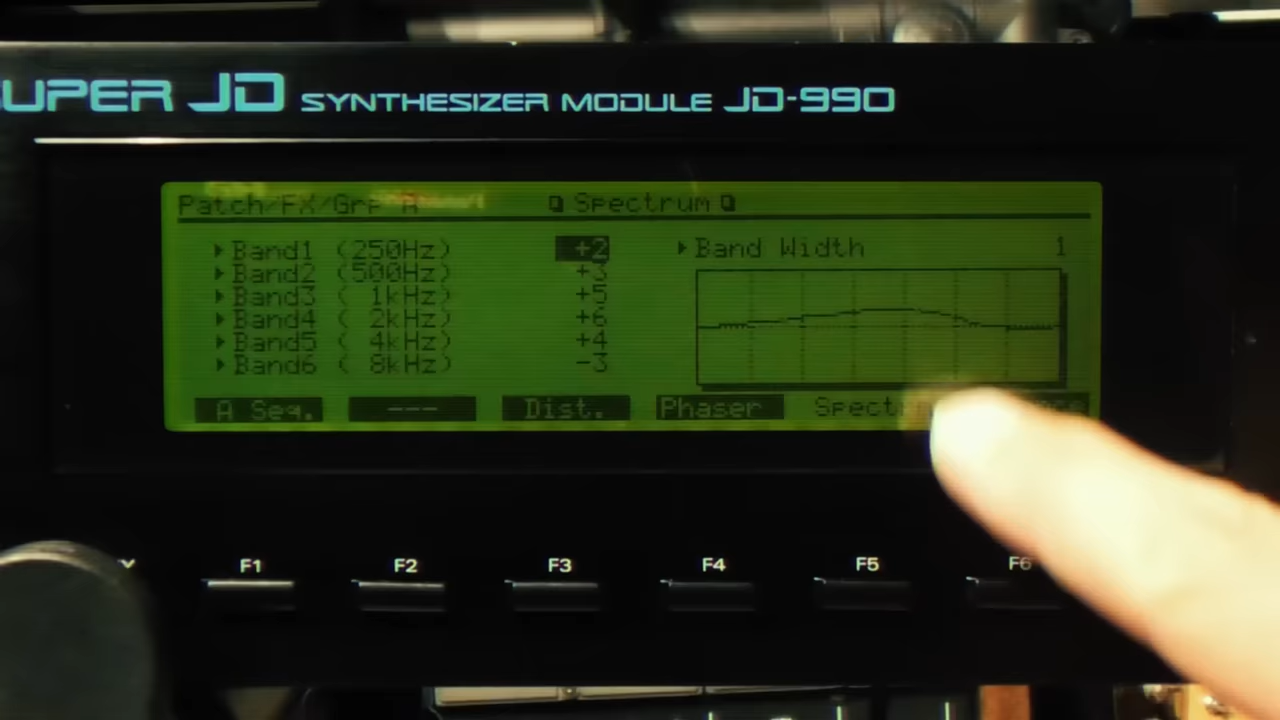 UPER JD SYNTHESIZER MODULE JD-990
Patch/FX/Grp A Spectrum
Band1 (250Hz) +2 Band Width 1
Band2 (500Hz) +3
Band3 ( 1kHz) +5
Band4 ( 2kHz) +6
Band5 ( 4kHz) +4
Band6 ( 8kHz) -3
A Seq. --- Dist. Phaser Spect
F1 F2 F3 F4 F5 F6